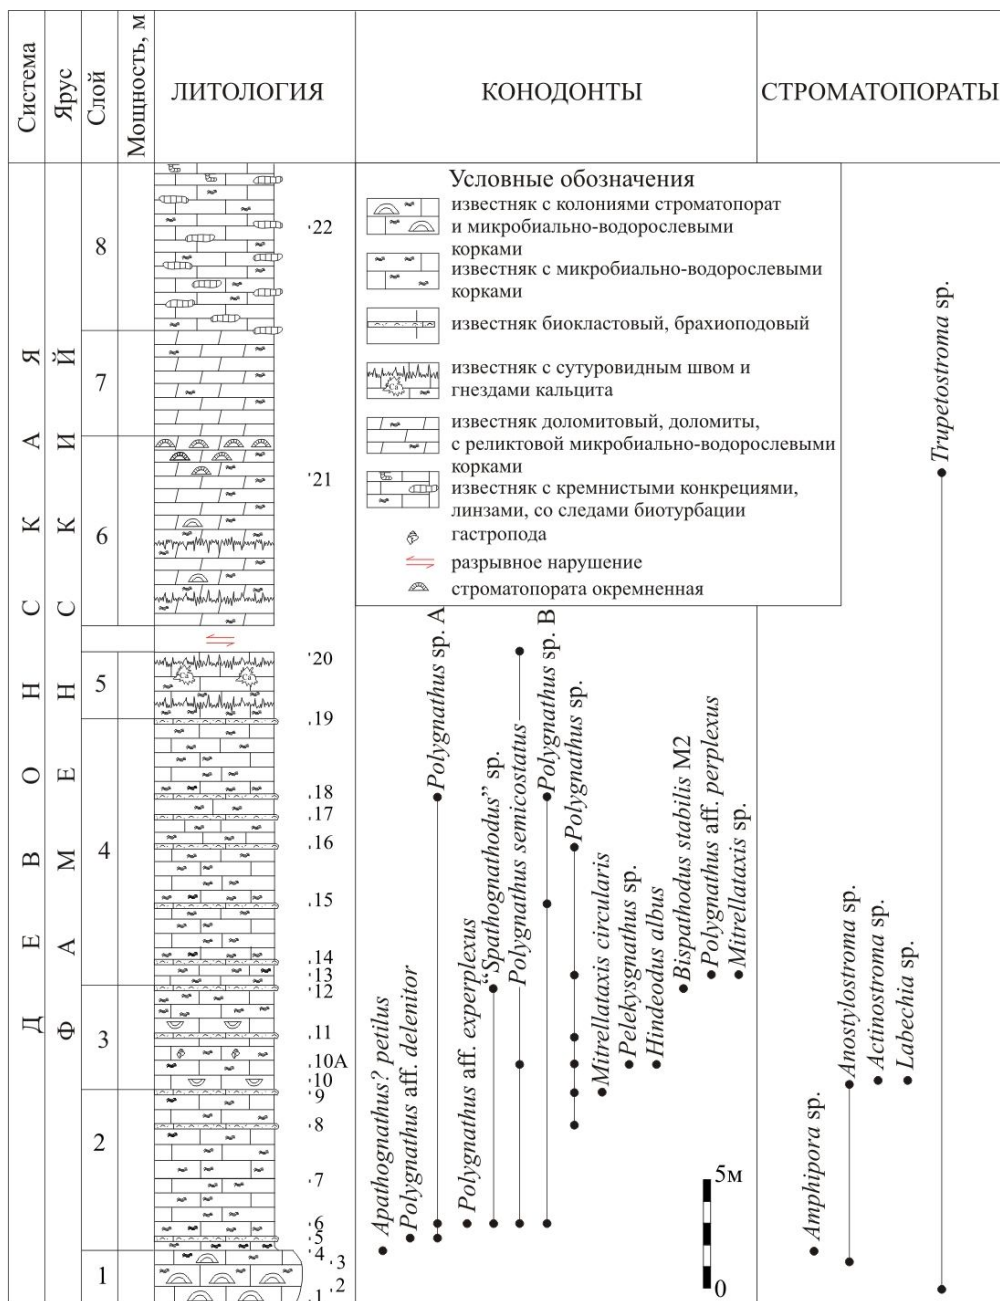 Система
Ярус
Слой
Мощность, м
ЛИТОЛОГИЯ
КОНОДОНТЫ
СТРОМАТОПОРАТЫ
ДЕВОНСКАЯ
ФАМЕНСКИЙ
8
7
6
5
4
3
2
1
22
21
20
19
18
17
16
15
14
13
12
11
10А
10
9
8
7
6
5
4
3
2
1
Условные обозначения
известняк с колониями строматопорат
и микробиально-водорослевыми
корками
известняк с микробиально-водорослевыми
корками
известняк биокластовый, брахиоподовый
Ca
известняк с сутуровидным швом и
гнездами кальцита
известняк доломитовый, доломиты,
с реликтовой микробиально-водорослевыми
корками
известняк с кремнистыми конкрециями,
линзами, со следами биотурбации
гастропода
разрывное нарушение
строматопората окремненная
Ca
Ca
Apathognathus? petilus
Polygnathus aff. delenitor
Polygnathus sp. A
Polygnathus aff. experplexus
“Spathognathodus” sp.
Polygnathus semicostatus
Polygnathus sp. B
Polygnathus sp.
Mitrellataxis circularis
Pelekysgnathus sp.
Hindeodus albus
Bispathodus stabilis M2
Polygnathus aff. perplexus
Mitrellataxis sp.
Amphipora sp.
Anostylostroma sp.
Actinostroma sp.
Labechia sp.
Trupetostroma sp.
5м
0